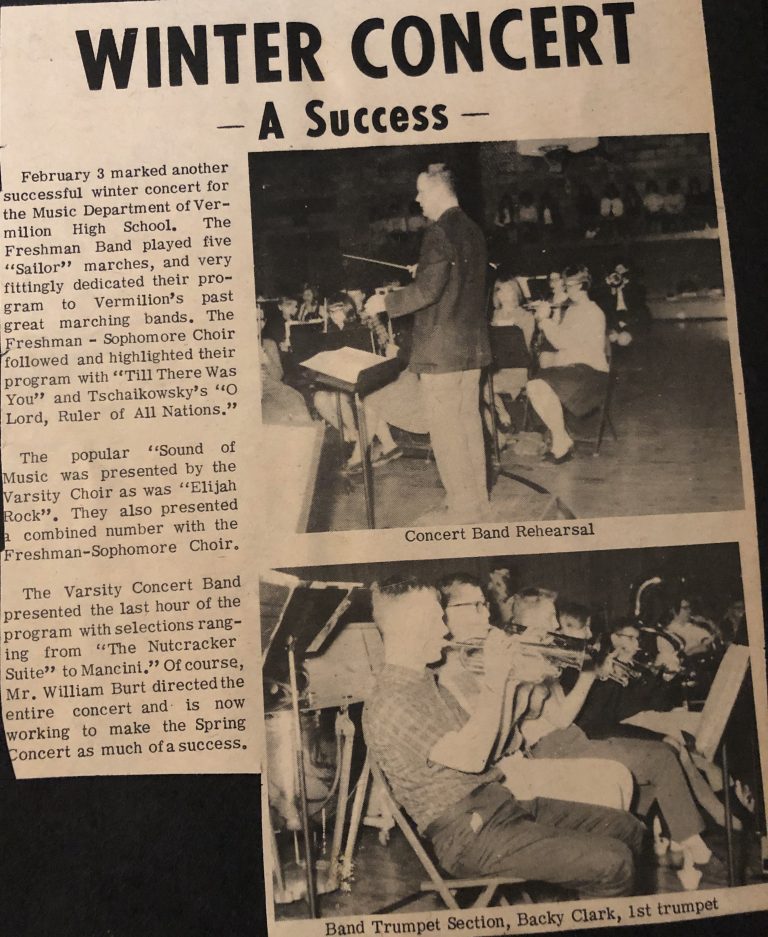 WINTER CONCERT
— A Success —
February 3 marked another
successful winter concert for
the Music Department of Ver-
milion High School. The
Freshman Band played five
“Sailor” marches, and very
fittingly dedicated their pro-
gram to Vermilion’s past
great marching bands. The
Freshman - Sophomore Choir
followed and highlighted their
program with “Till There Was
You” and Tschaikowsky’s “O
Lord, Ruler of All Nations.”
The popular “Sound of
Music was presented by the
Varsity Choir as was “Elijah
Rock”. They also presented
a combined number with the
Freshman-Sophomore Choir.
The Varsity Concert Band
presented the last hour of the
program with selections rang-
ing from “The Nutcracker
Suite” to Mancini.” Of course,
Mr. William Burt directed the
entire concert and is now
working to make the Spring
Concert as much of a success.
Concert Band Rehearsal
Band Trumpet Section, Backy Clark, 1st trumpet